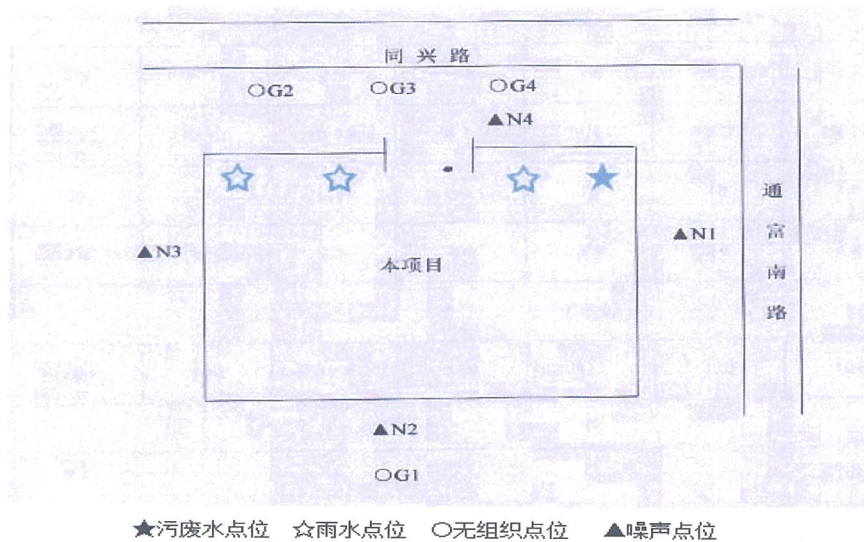 同兴路
○G2 ○G3 ○G4
▲N4
通富南路
▲N1
▲N3
本项目
▲N2
○G1
★污废水点位 ☆雨水点位 ○无组织点位 ▲噪声点位